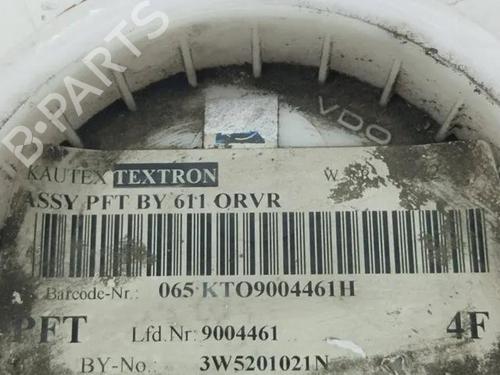 B-PARTS
VDO
KAUTEX TEXTRON W
ASSY PFT BY 611 ORVR
Barcode-Nr.: 065 KTO9004461H
PFT Lfd.Nr: 9004461 4F
BY-No.: 3W5201021N